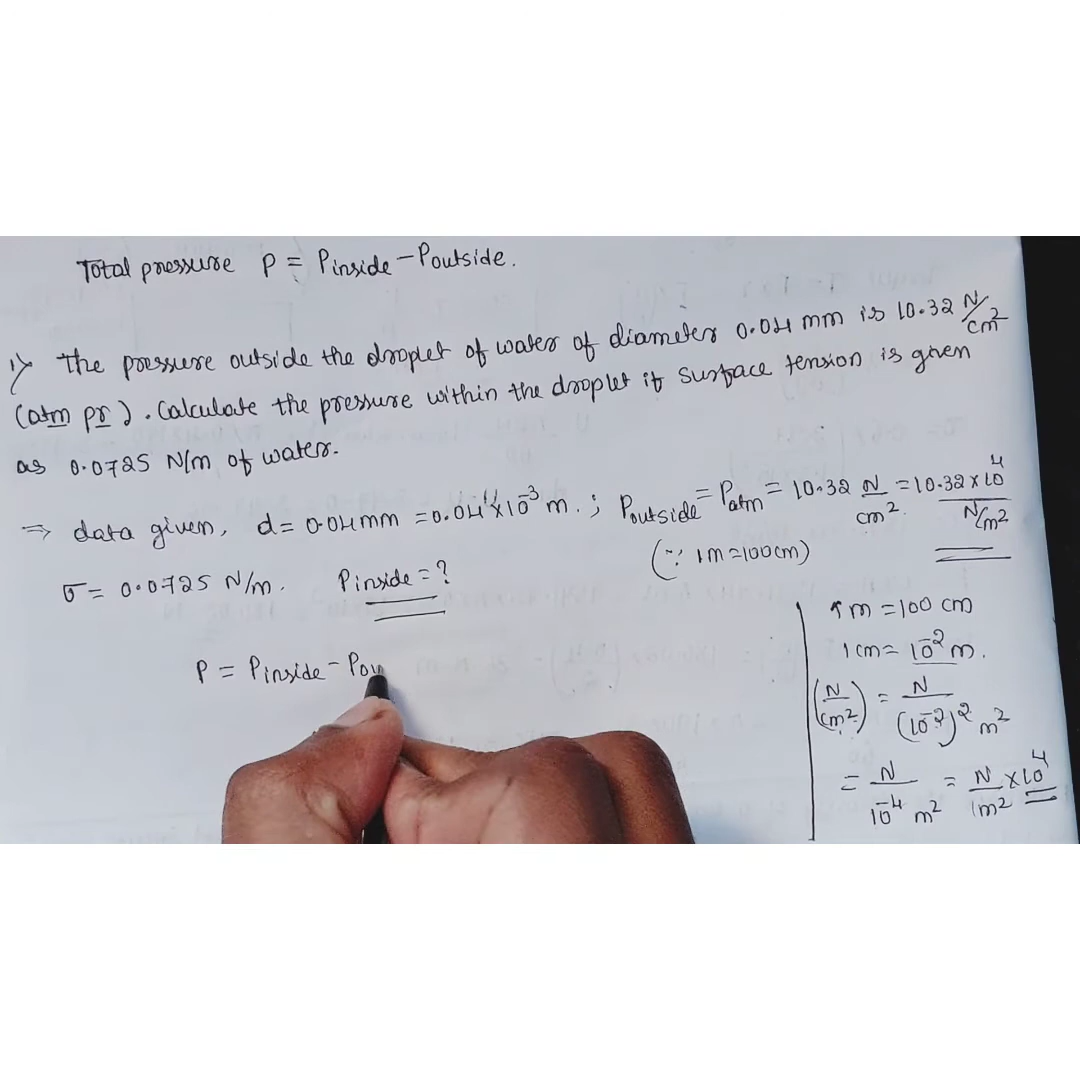 Total pressure P = Pinside - Poutside.
1) The pressure outside the droplet of water of diameter 0.04 mm is 10.32 N/cm²
(atm pr). Calculate the pressure within the droplet if surface tension is given
as 0.0725 N/m of water.
⇒ data given, d = 0.04 mm = 0.04 × 10⁻³ m. ; Poutside = Patm = 10.32 N/cm² = 10.32 × 10⁴ N/m²
(∵ 1m = 100cm)
σ = 0.0725 N/m. Pinside = ?
P = Pinside - Pou
1 m = 100 cm
1 cm = 10⁻² m.
(N/cm²) = N/(10⁻²)² m²
= N/10⁻⁴ m² = N/1m² × 10⁴